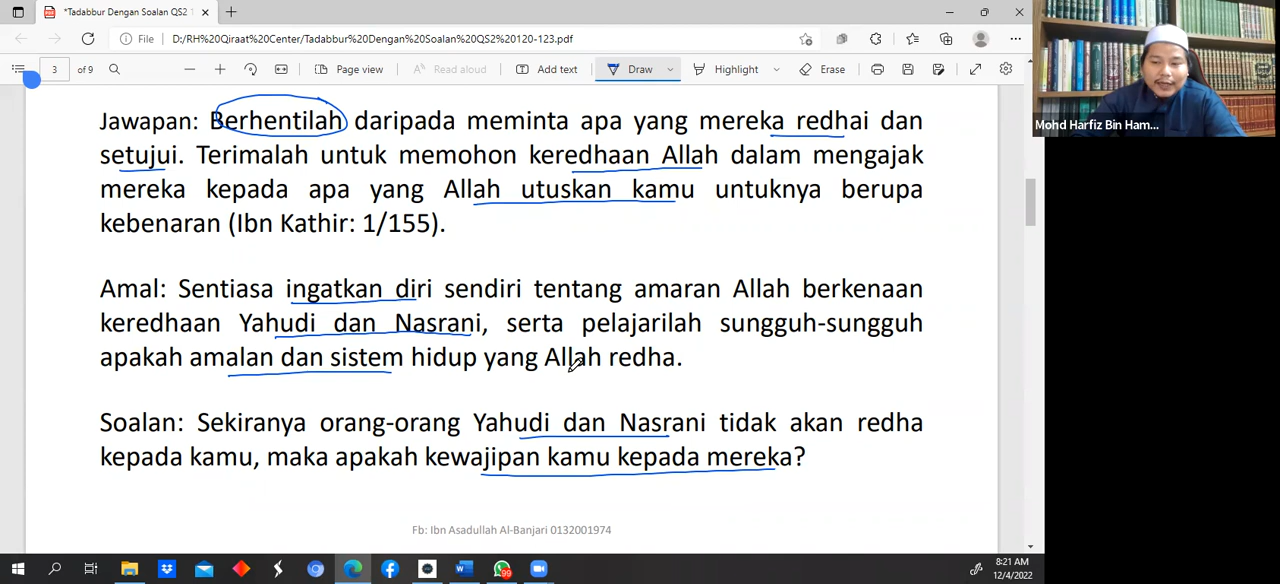 *Tadabbur Dengan Soalan QS2 1
File
D:/RH%20Qiraat%20Center/Tadabbur%20Dengan%20Soalan%20QS2%20120-123.pdf
3 of 9
Page view
Read aloud
Add text
Draw
Highlight
Erase
Mohd Harfiz Bin Ham...
Jawapan: Berhentilah daripada meminta apa yang mereka redhai dan
setujui. Terimalah untuk memohon keredhaan Allah dalam mengajak
mereka kepada apa yang Allah utuskan kamu untuknya berupa
kebenaran (Ibn Kathir: 1/155).
Amal: Sentiasa ingatkan diri sendiri tentang amaran Allah berkenaan
keredhaan Yahudi dan Nasrani, serta pelajarilah sungguh-sungguh
apakah amalan dan sistem hidup yang Allah redha.
Soalan: Sekiranya orang-orang Yahudi dan Nasrani tidak akan redha
kepada kamu, maka apakah kewajipan kamu kepada mereka?
Fb: Ibn Asadullah Al-Banjari 0132001974
99
8:21 AM
12/4/2022